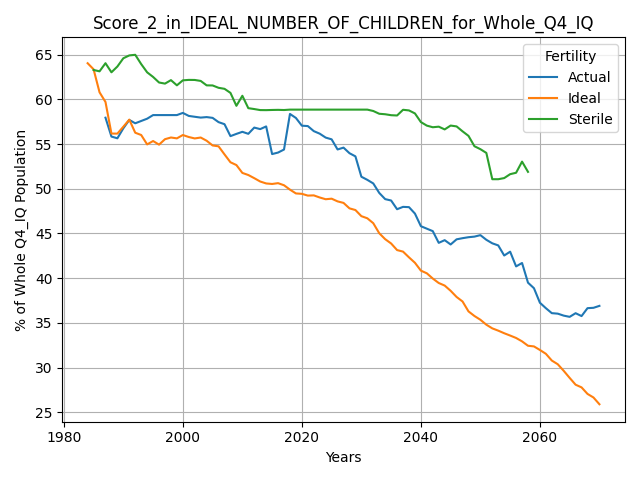 Score_2_in_IDEAL_NUMBER_OF_CHILDREN_for_Whole_Q4_IQ
Fertility
Actual
Ideal
Sterile
% of Whole Q4_IQ Population
65
60
55
50
45
40
35
30
25
1980
2000
2020
2040
2060
Years